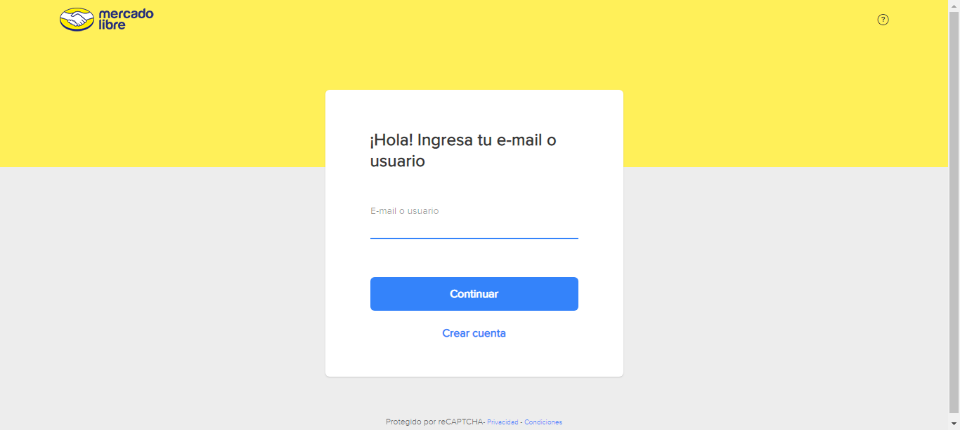 mercado
libre
?
¡Hola! Ingresa tu e-mail o
usuario
E-mail o usuario
Continuar
Crear cuenta
Protegido por reCAPTCHA- Privacidad - Condiciones